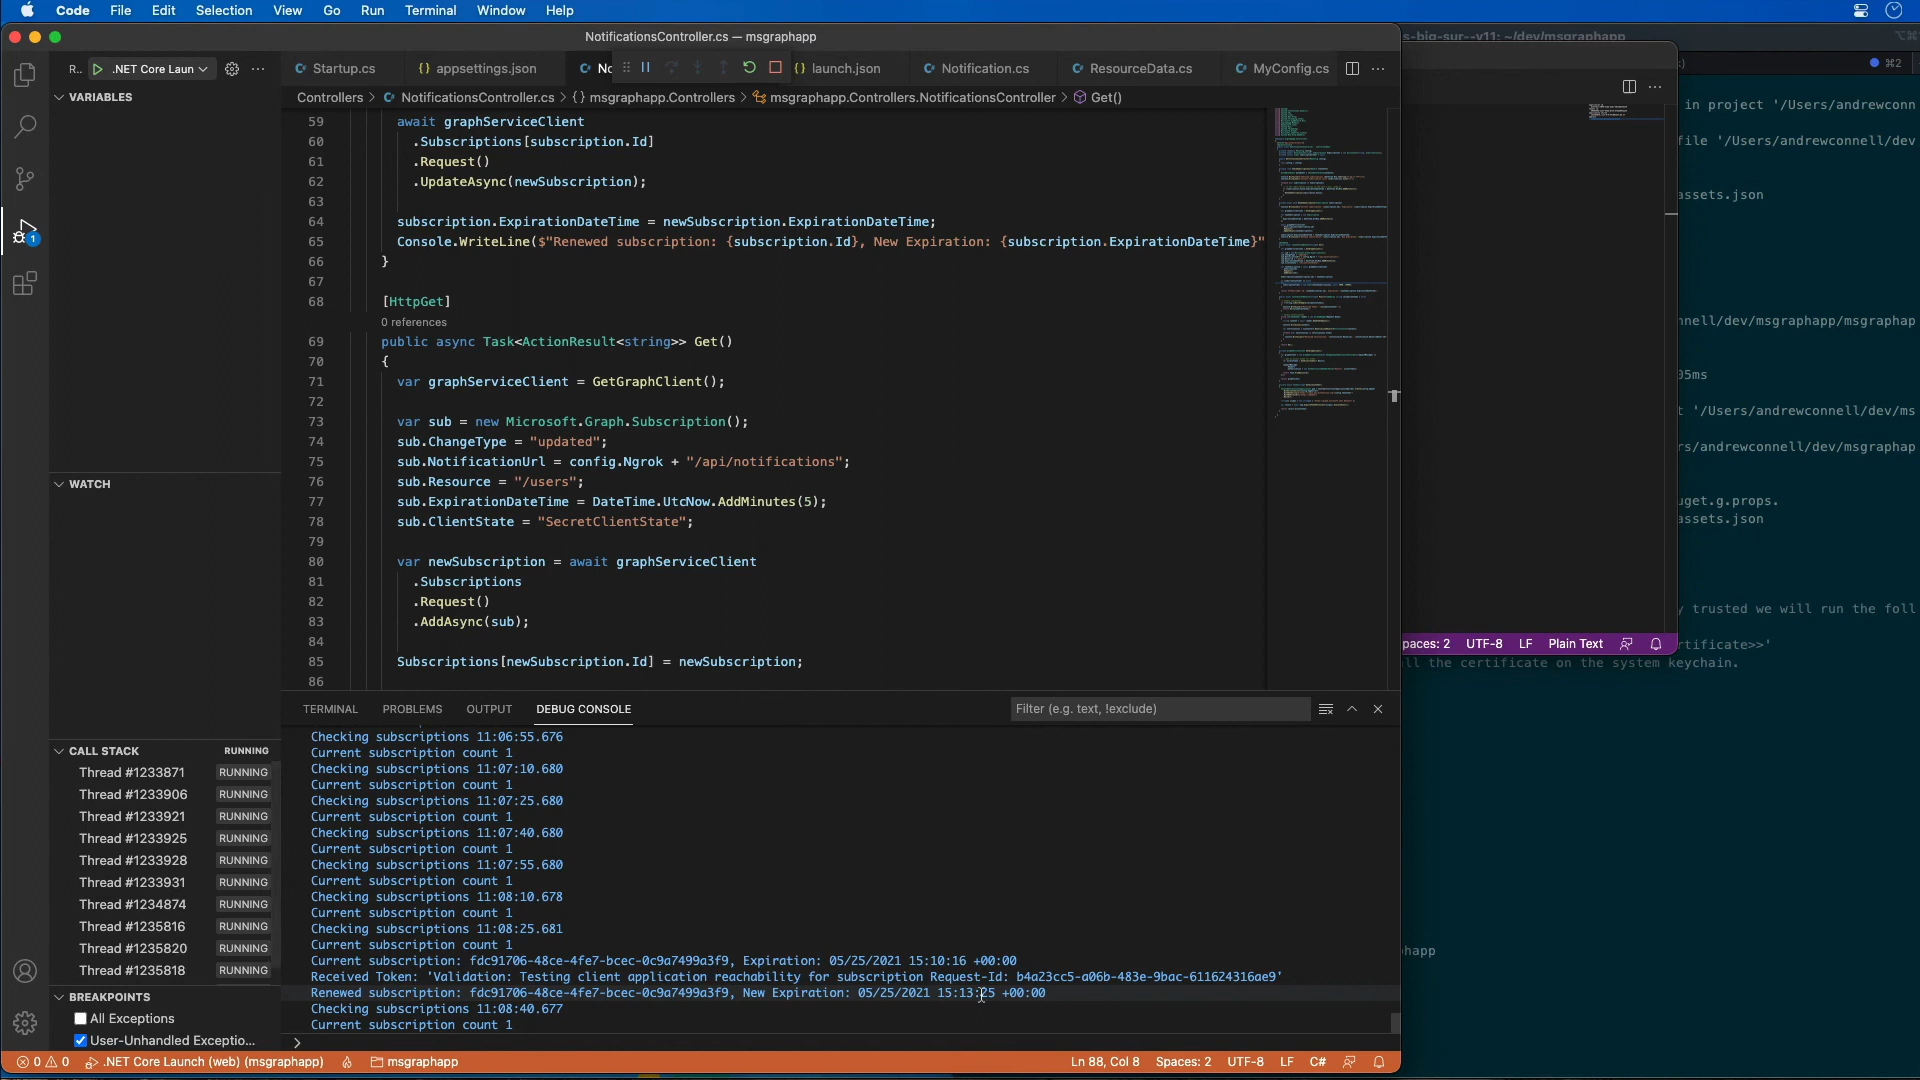 Code File Edit Selection View Go Run Terminal Window Help
NotificationsController.cs — msgraphapp
s-big-sur--v11: ~/dev/msgraphapp
⌘2
R.. .NET Core Laun
Startup.cs
appsettings.json
launch.json
Notification.cs
ResourceData.cs
MyConfig.cs
Controllers > NotificationsController.cs > {} msgraphapp.Controllers > msgraphapp.Controllers.NotificationsController > Get()
VARIABLES
WATCH
CALL STACK RUNNING
Thread #1233871 RUNNING
Thread #1233906 RUNNING
Thread #1233921 RUNNING
Thread #1233925 RUNNING
Thread #1233928 RUNNING
Thread #1233931 RUNNING
Thread #1234874 RUNNING
Thread #1235816 RUNNING
Thread #1235820 RUNNING
Thread #1235818 RUNNING
BREAKPOINTS
All Exceptions
User-Unhandled Exceptio...
1
59 await graphServiceClient
60 .Subscriptions[subscription.Id]
61 .Request()
62 .UpdateAsync(newSubscription);
63
64 subscription.ExpirationDateTime = newSubscription.ExpirationDateTime;
65 Console.WriteLine($"Renewed subscription: {subscription.Id}, New Expiration: {subscription.ExpirationDateTime}"
66 }
67
68 [HttpGet]
0 references
69 public async Task<ActionResult<string>> Get()
70 {
71 var graphServiceClient = GetGraphClient();
72
73 var sub = new Microsoft.Graph.Subscription();
74 sub.ChangeType = "updated";
75 sub.NotificationUrl = config.Ngrok + "/api/notifications";
76 sub.Resource = "/users";
77 sub.ExpirationDateTime = DateTime.UtcNow.AddMinutes(5);
78 sub.ClientState = "SecretClientState";
79
80 var newSubscription = await graphServiceClient
81 .Subscriptions
82 .Request()
83 .AddAsync(sub);
84
85 Subscriptions[newSubscription.Id] = newSubscription;
86
TERMINAL PROBLEMS OUTPUT DEBUG CONSOLE
Filter (e.g. text, !exclude)
Checking subscriptions 11:06:55.676
Current subscription count 1
Checking subscriptions 11:07:10.680
Current subscription count 1
Checking subscriptions 11:07:25.680
Current subscription count 1
Checking subscriptions 11:07:40.680
Current subscription count 1
Checking subscriptions 11:07:55.680
Current subscription count 1
Checking subscriptions 11:08:10.678
Current subscription count 1
Checking subscriptions 11:08:25.681
Current subscription count 1
Current subscription: fdc91706-48ce-4fe7-bcec-0c9a7499a3f9, Expiration: 05/25/2021 15:10:16 +00:00
Received Token: 'Validation: Testing client application reachability for subscription Request-Id: b4a23cc5-a06b-483e-9bac-611624316ae9'
Renewed subscription: fdc91706-48ce-4fe7-bcec-0c9a7499a3f9, New Expiration: 05/25/2021 15:13:25 +00:00
Checking subscriptions 11:08:40.677
Current subscription count 1
0 0 .NET Core Launch (web) (msgraphapp) msgraphapp
Ln 88, Col 8 Spaces: 2 UTF-8 LF C#
paces: 2 UTF-8 LF Plain Text
in project '/Users/andrewconn
file '/Users/andrewconnell/dev
assets.json
nnell/dev/msgraphapp/msgraphap
05ms
t '/Users/andrewconnell/dev/ms
rs/andrewconnell/dev/msgraphap
uget.g.props.
assets.json
y trusted we will run the foll
rtificate>>'
ll the certificate on the system keychain.
phapp